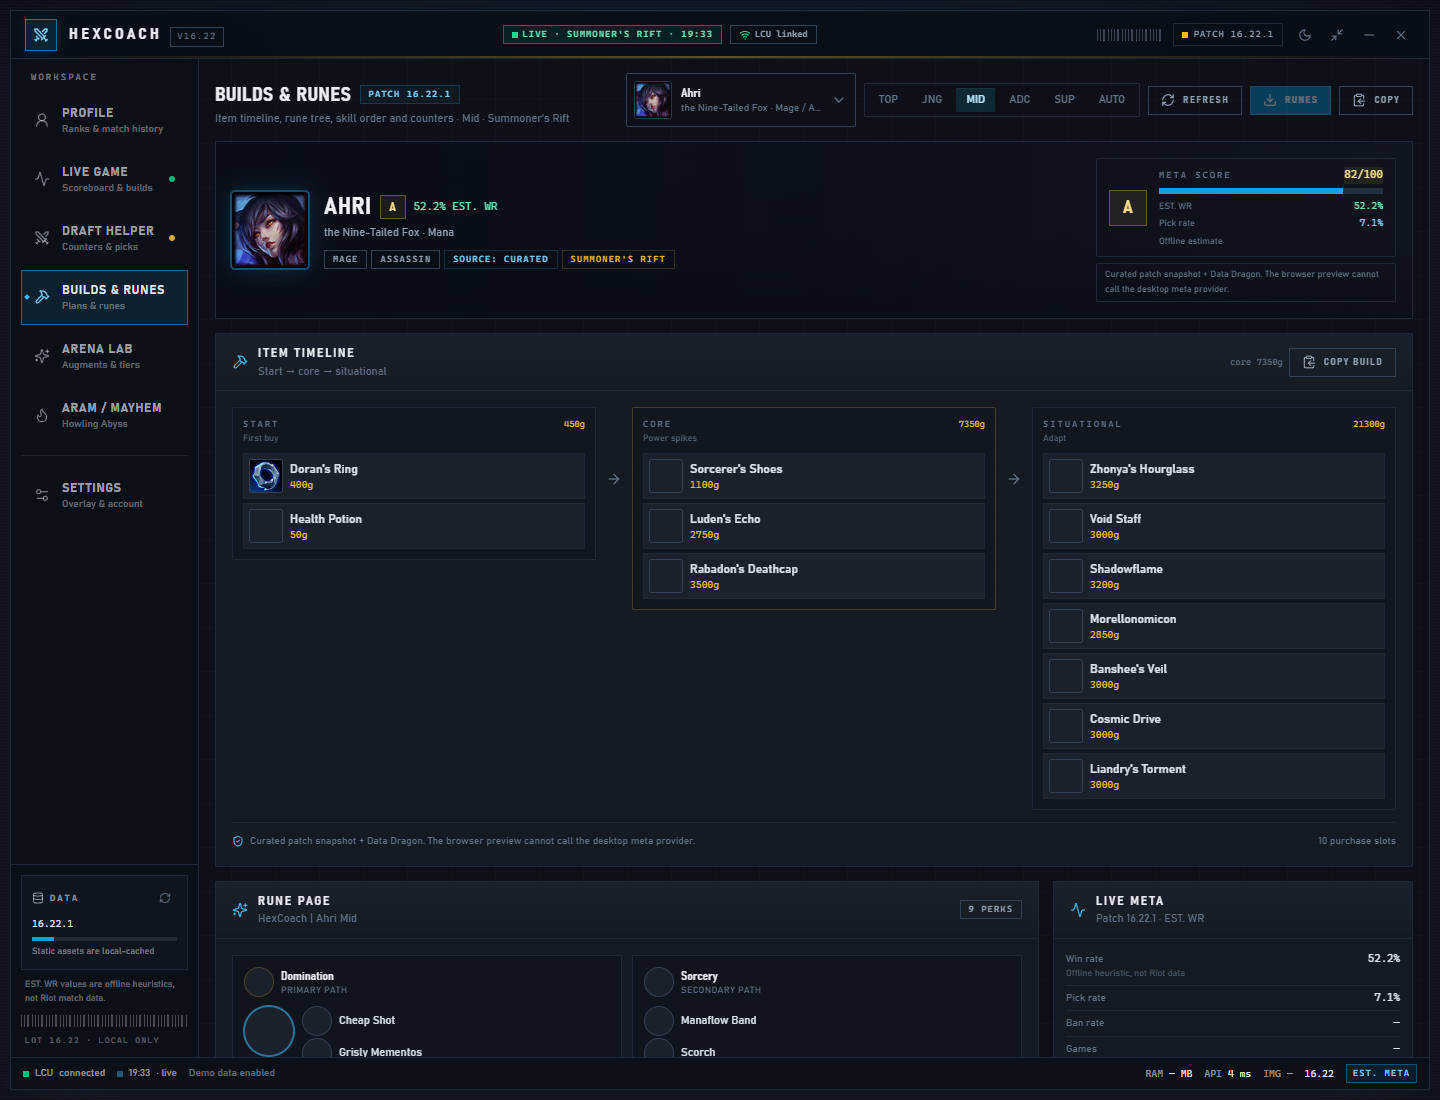 HEXCOACH V16.22
LIVE · SUMMONER'S RIFT · 19:33
LCU linked
PATCH 16.22.1
WORKSPACE
PROFILE
Ranks & match history
LIVE GAME
Scoreboard & builds
DRAFT HELPER
Counters & picks
BUILDS & RUNES
Plans & runes
ARENA LAB
Augments & tiers
ARAM / MAYHEM
Howling Abyss
SETTINGS
Overlay & account
DATA
16.22.1
Static assets are local-cached
EST. WR values are offline heuristics,
not Riot match data.
LOT 16.22 · LOCAL ONLY
BUILDS & RUNES PATCH 16.22.1
Item timeline, rune tree, skill order and counters · Mid · Summoner's Rift
Ahri
the Nine-Tailed Fox · Mage / A...
TOP JNG MID ADC SUP AUTO
REFRESH
RUNES
COPY
AHRI A 52.2% EST. WR
the Nine-Tailed Fox · Mana
MAGE ASSASSIN SOURCE: CURATED SUMMONER'S RIFT
A
META SCORE 82/100
EST. WR 52.2%
Pick rate 7.1%
Offline estimate
Curated patch snapshot + Data Dragon. The browser preview cannot
call the desktop meta provider.
ITEM TIMELINE
Start → core → situational
core 7350g
COPY BUILD
START 450g
First buy
Doran's Ring
400g
Health Potion
50g
CORE 7350g
Power spikes
Sorcerer's Shoes
1100g
Luden's Echo
2750g
Rabadon's Deathcap
3500g
SITUATIONAL 21300g
Adapt
Zhonya's Hourglass
3250g
Void Staff
3000g
Shadowflame
3200g
Morellonomicon
2850g
Banshee's Veil
3000g
Cosmic Drive
3000g
Liandry's Torment
3000g
Curated patch snapshot + Data Dragon. The browser preview cannot call the desktop meta provider.
10 purchase slots
RUNE PAGE
HexCoach | Ahri Mid
9 PERKS
Domination
PRIMARY PATH
Cheap Shot
Grisly Mementos
Sorcery
SECONDARY PATH
Manaflow Band
Scorch
LIVE META
Patch 16.22.1 · EST. WR
Win rate 52.2%
Offline heuristic, not Riot data
Pick rate 7.1%
Ban rate —
Games —
LCU connected 19:33 · live Demo data enabled
RAM — MB API 4 ms IMG — 16.22 EST. META